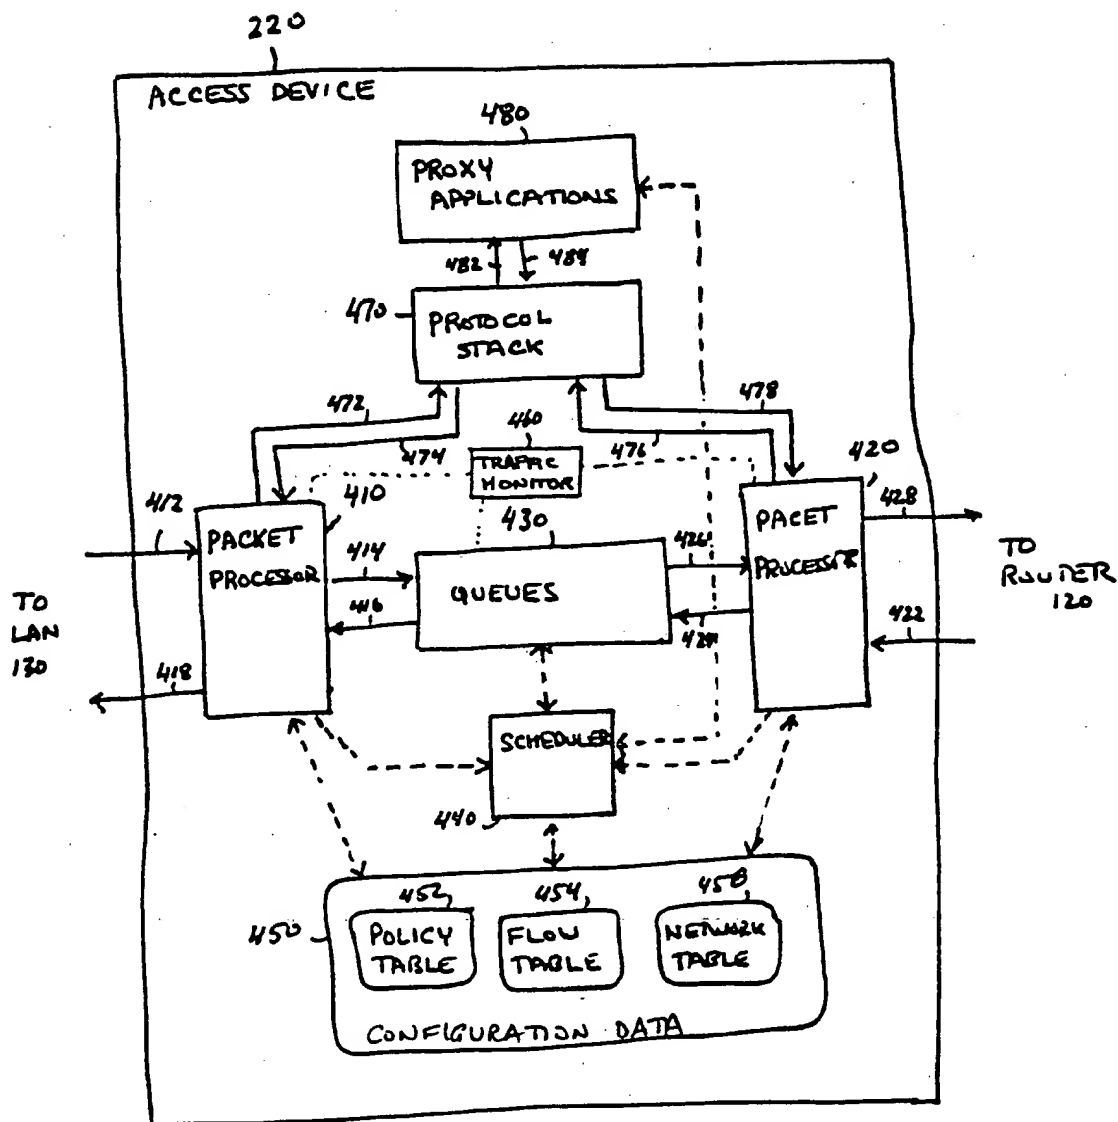 220
ACCESS DEVICE
480
PROXY
APPLICATIONS
482
484
470
PROTOCOL
STACK
472
478
474
460
476
TRAFFIC
MONITOR
412
410
420
428
430
PACKET
PROCESSOR
414
416
QUEUES
426
424
PACET
PROCESSOR
TO
LAN
130
TO
ROUTER
120
422
418
SCHEDULER
440
452
454
458
450
POLICY
TABLE
FLOW
TABLE
NETWORK
TABLE
CONFIGURATION DATA